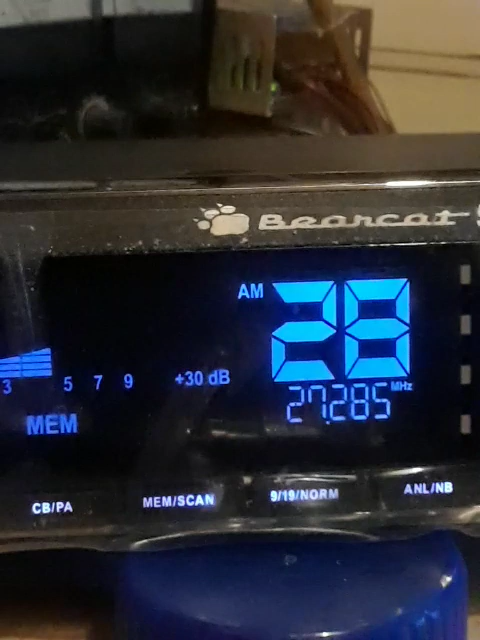 Bearcat
AM 28
3 5 7 9 +30 dB
27.285 MHz
MEM
CB/PA MEM/SCAN 9/19/NORM ANL/NB